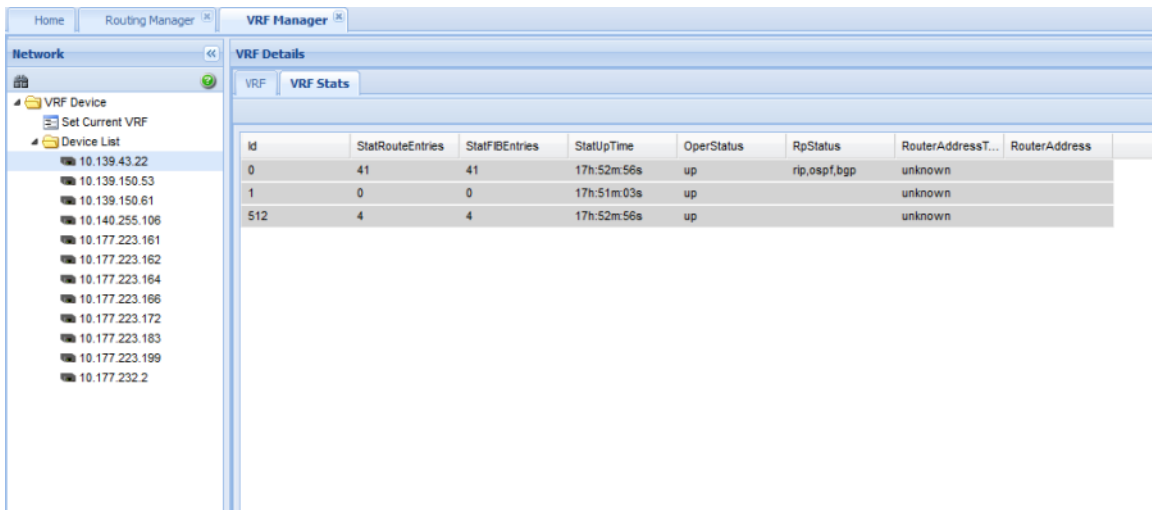 Home Routing Manager VRF Manager
Network VRF Details
VRF VRF Stats
VRF Device
Set Current VRF
Device List
10.139.43.22
10.139.150.53
10.139.150.61
10.140.255.106
10.177.223.161
10.177.223.162
10.177.223.164
10.177.223.166
10.177.223.172
10.177.223.183
10.177.223.199
10.177.232.2
Id StatRouteEntries StatFIBEntries StatUpTime OperStatus RpStatus RouterAddressT... RouterAddress
0 41 41 17h:52m:56s up rip,ospf,bgp unknown
1 0 0 17h:51m:03s up unknown
512 4 4 17h:52m:56s up unknown